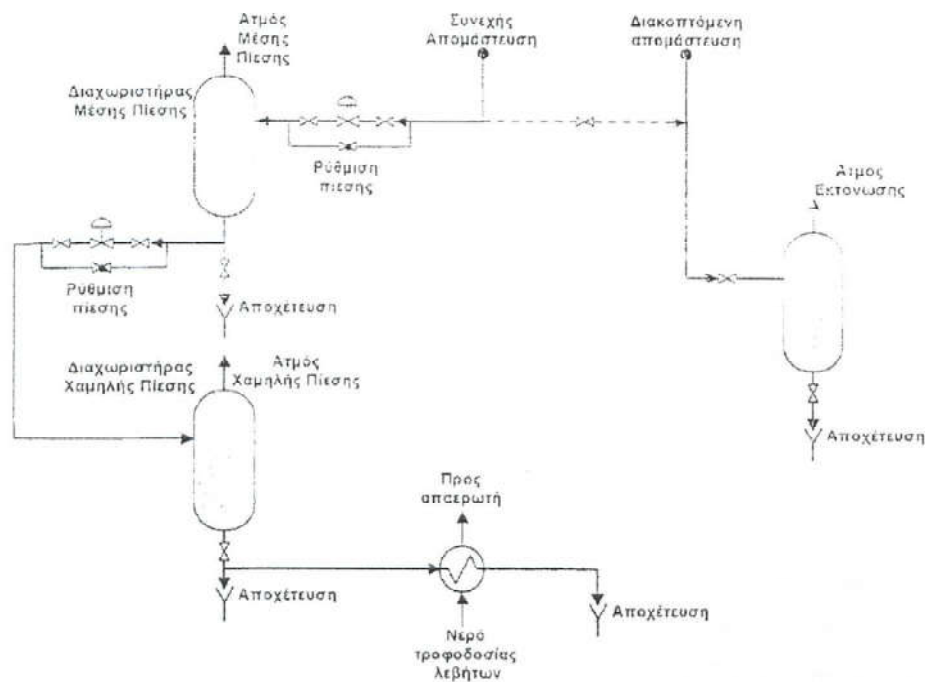 Ατμός
Μέσης
Πίεσης
Συνεχής
Απομάστευση
Διακοπτόμενη
απομάστευση
Διαχωριστήρας
Μέσης Πίεσης
Ρύθμιση
πίεσης
Ατμος
Εκτονωσης
Ρύθμιση
πίεσης
Αποχέτευση
Διαχωριστήρας
Χαμηλής Πίεσης
Ατμός
Χαμηλής Πίεσης
Αποχέτευση
Προς
απαερωτή
Αποχέτευση
Αποχέτευση
Νερό
τροφοδοσίας
λεβήτων